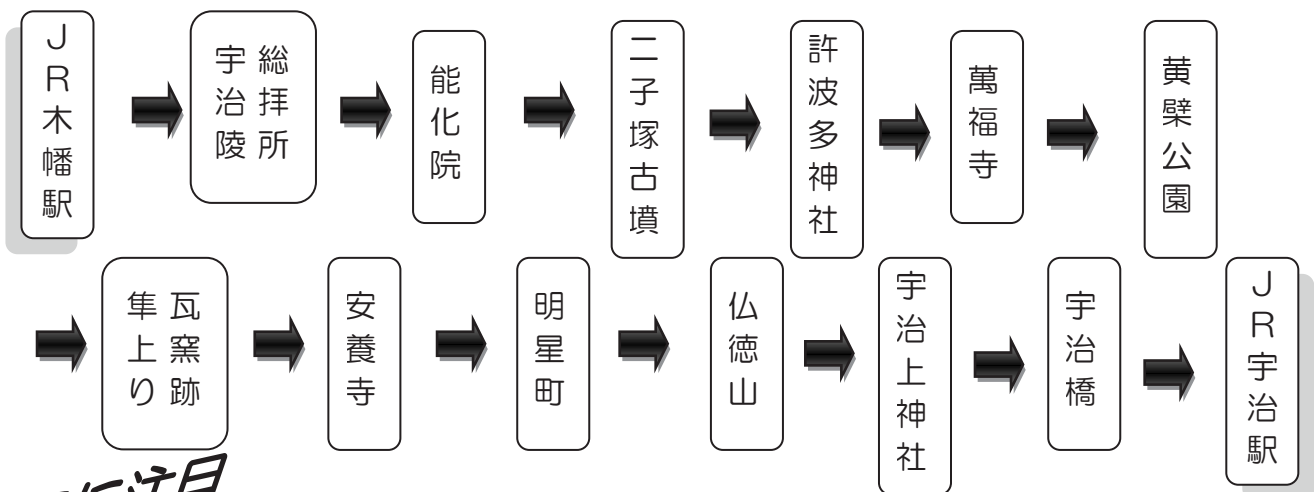 JR木幡駅
総拝所
宇治陵
能化院
二子塚古墳
許波多神社
萬福寺
黄檗公園
瓦窯跡
隼上り
安養寺
明星町
仏徳山
宇治上神社
宇治橋
JR宇治駅
に注目